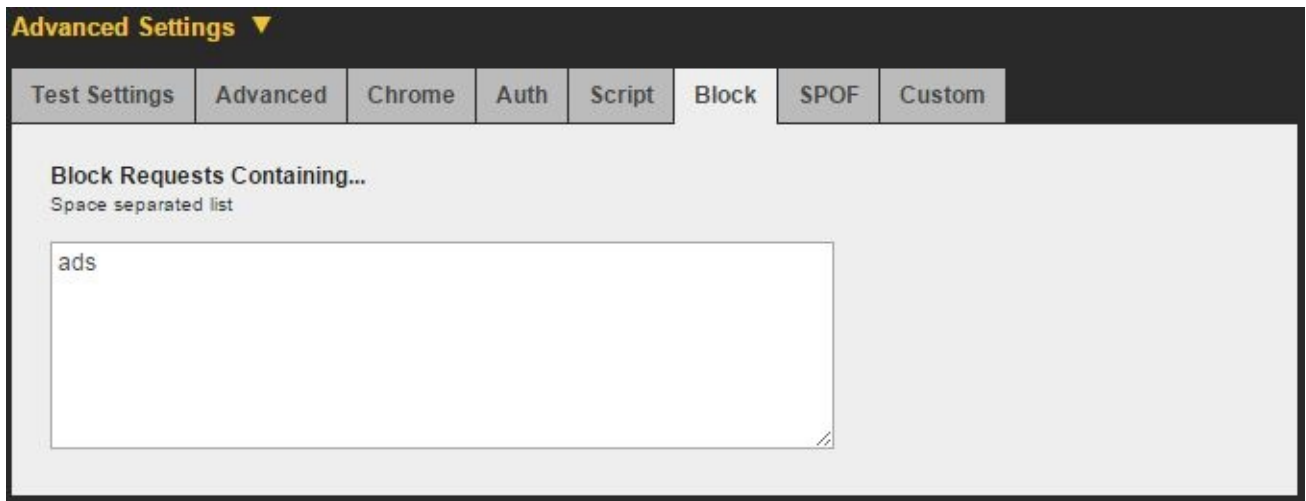 Advanced Settings ▼
Test Settings Advanced Chrome Auth Script Block SPOF Custom
Block Requests Containing...
Space separated list
ads